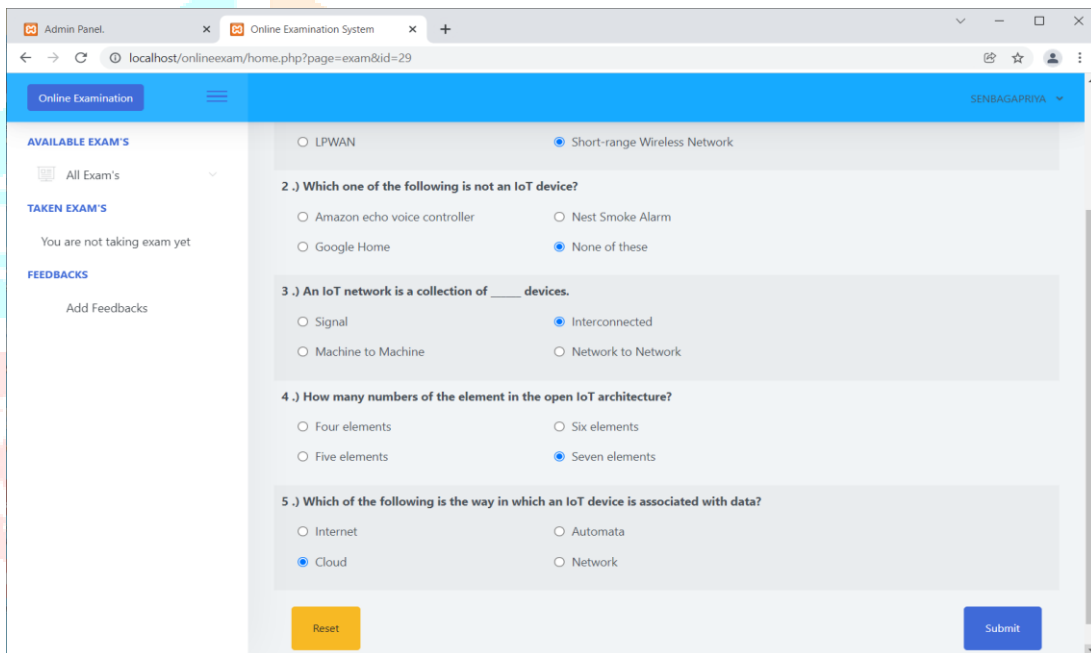 Admin Panel.
Online Examination System
localhost/onlineexam/home.php?page=exam&id=29
Online Examination
SENBAGAPRIYA
AVAILABLE EXAM'S
All Exam's
TAKEN EXAM'S
You are not taking exam yet
FEEDBACKS
Add Feedbacks
LPWAN
Short-range Wireless Network
2 .) Which one of the following is not an IoT device?
Amazon echo voice controller
Nest Smoke Alarm
Google Home
None of these
3 .) An IoT network is a collection of _____ devices.
Signal
Interconnected
Machine to Machine
Network to Network
4 .) How many numbers of the element in the open IoT architecture?
Four elements
Six elements
Five elements
Seven elements
5 .) Which of the following is the way in which an IoT device is associated with data?
Internet
Automata
Cloud
Network
Reset
Submit